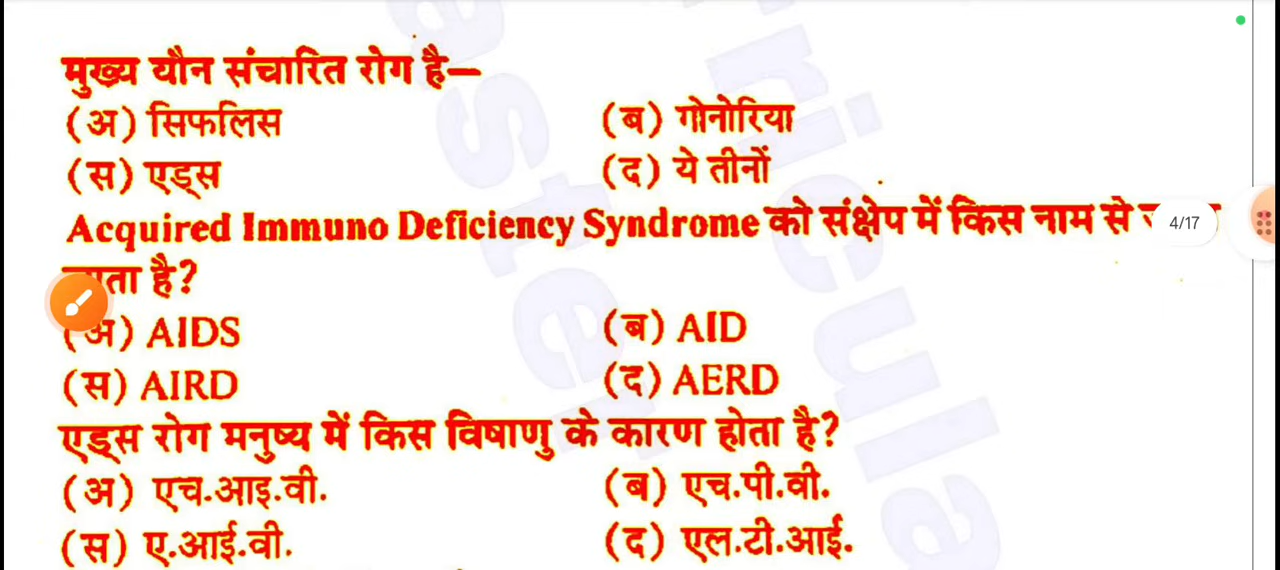 मुख्य यौन संचारित रोग है—
(अ) सिफलिस (ब) गोनोरिया
(स) एड्स (द) ये तीनों
Acquired Immuno Deficiency Syndrome को संक्षेप में किस नाम से
4/17
है?
(अ) AIDS (ब) AID
(स) AIRD (द) AERD
एड्स रोग मनुष्य में किस विषाणु के कारण होता है?
(अ) एच.आइ.वी. (ब) एच.पी.वी.
(स) ए.आई.वी. (द) एल.टी.आई.